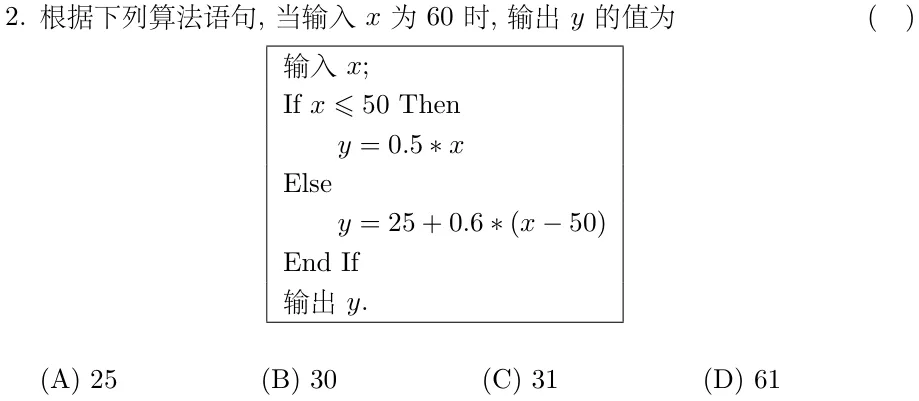 2. 根据下列算法语句, 当输入 x 为 60 时, 输出 y 的值为 ( )
输入 x;
If x ⩽ 50 Then
y = 0.5 ∗ x
Else
y = 25 + 0.6 ∗ (x − 50)
End If
输出 y.
(A) 25 (B) 30 (C) 31 (D) 61